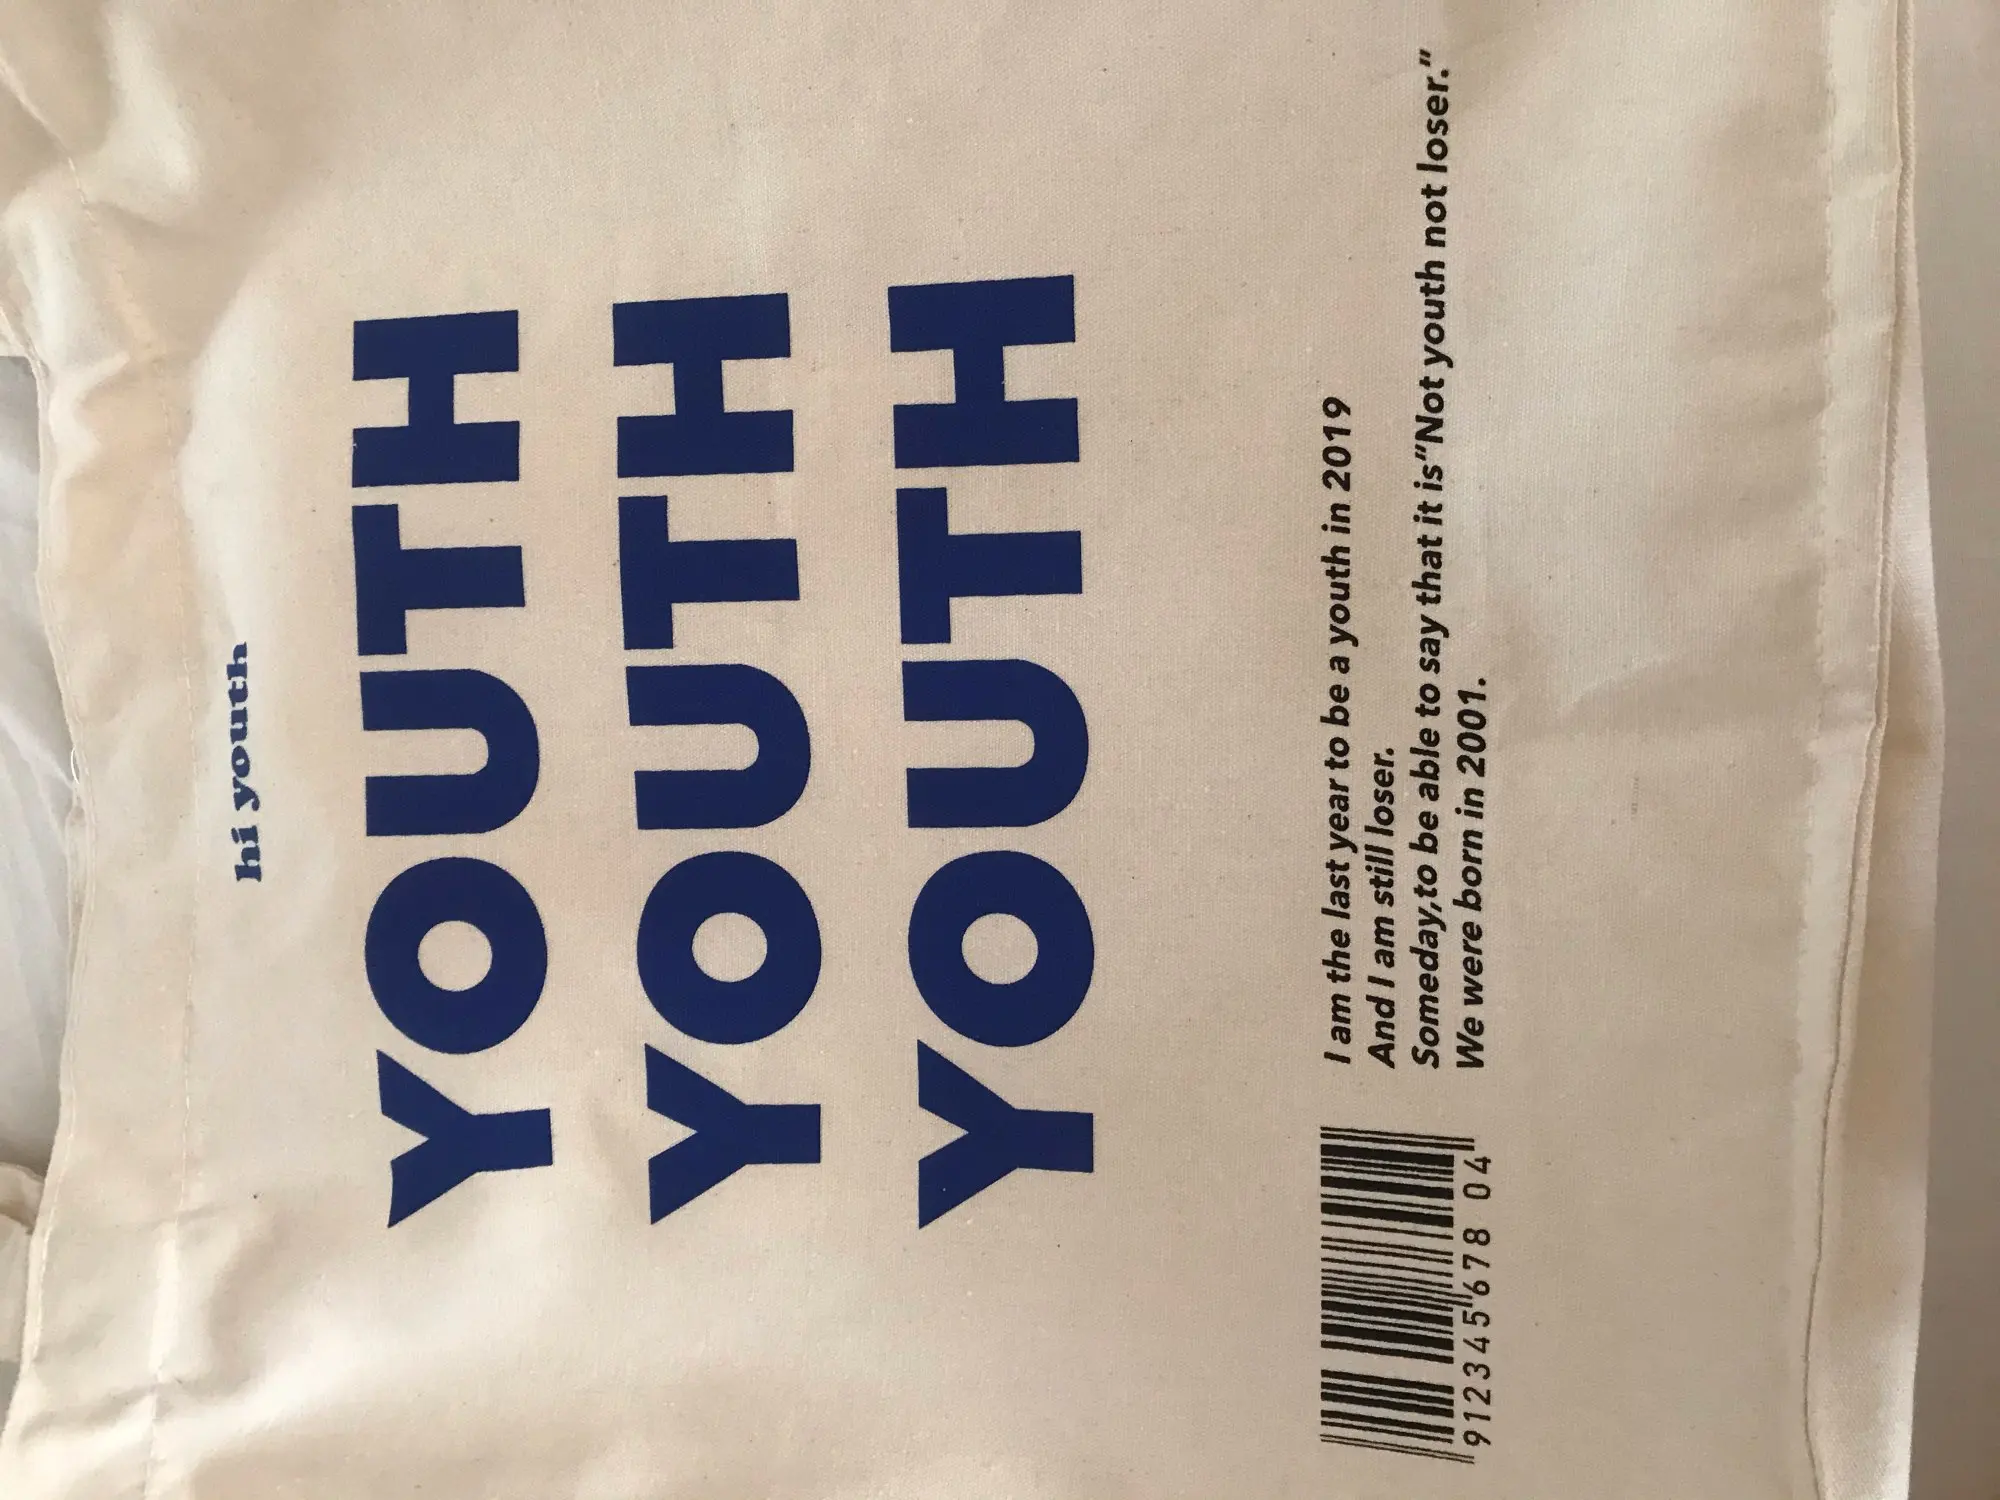 hi youth
YOUTH
YOUTH
YOUTH
I am the last year to be a youth in 2019
And I am still loser.
Someday,to be able to say that it is"Not youth not loser."
We were born in 2001.
912345"678 04